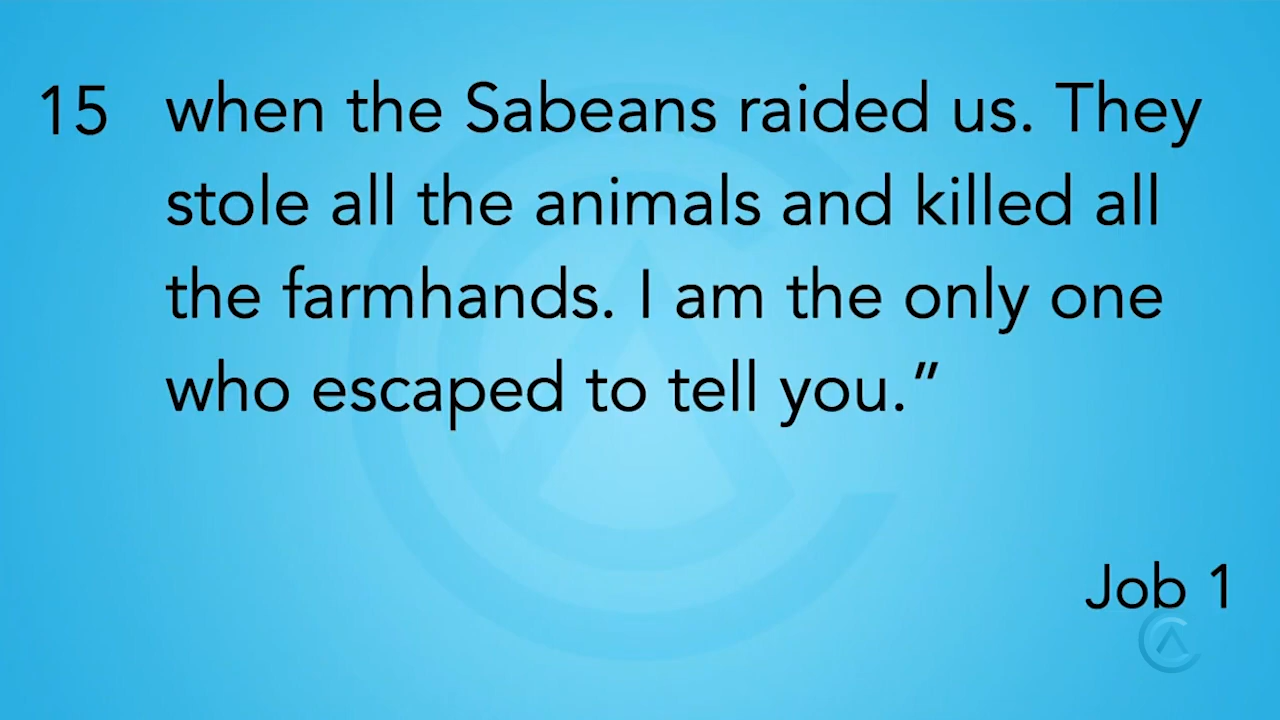 15 when the Sabeans raided us. They
stole all the animals and killed all
the farmhands. I am the only one
who escaped to tell you.”
Job 1